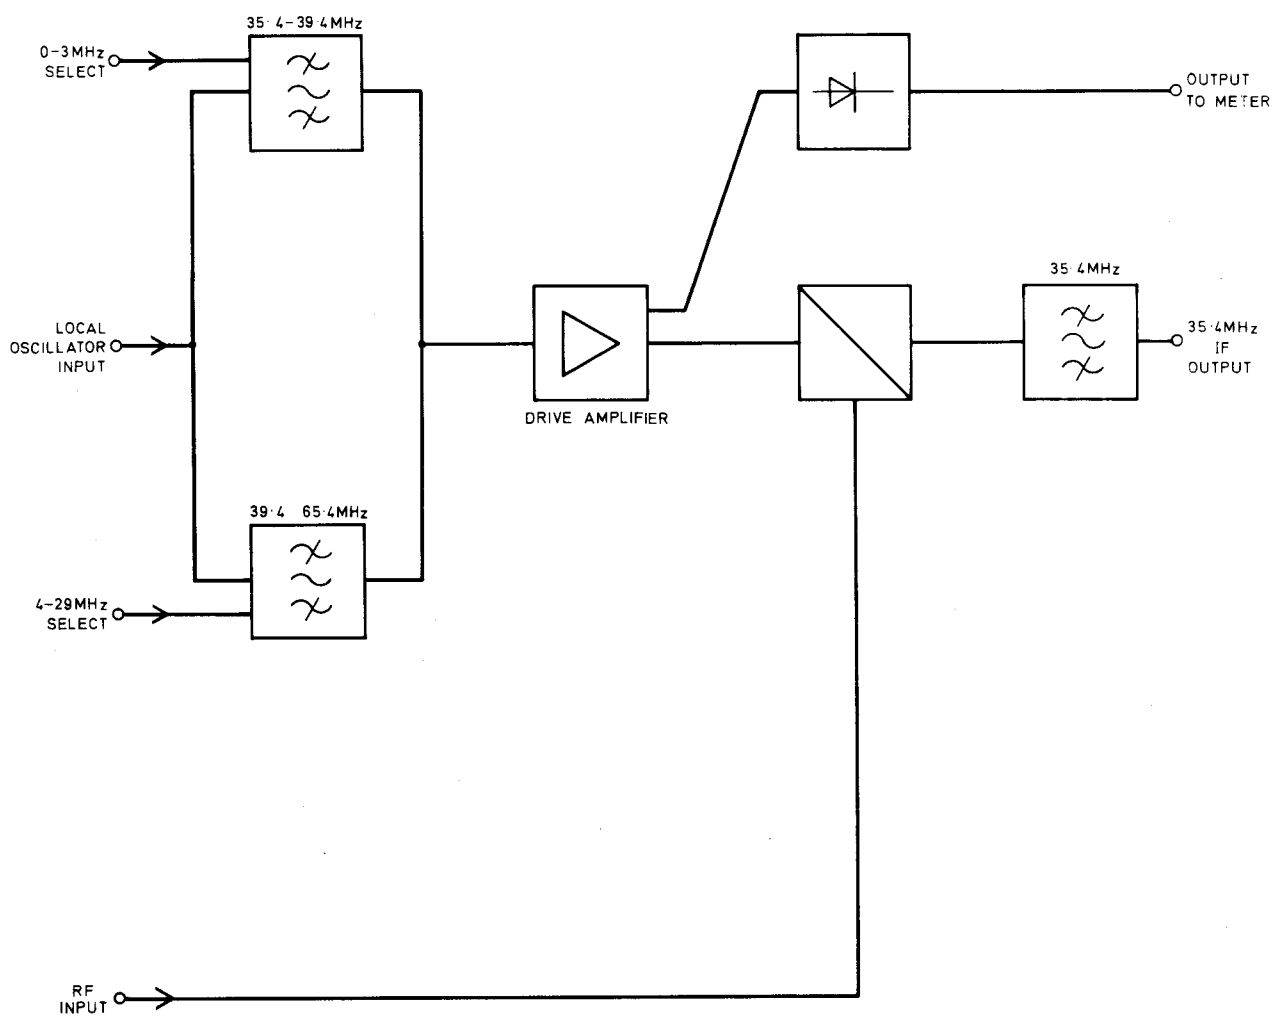 35·4-39·4MHz
0-3MHz
SELECT
OUTPUT
TO METER
LOCAL
OSCILLATOR
INPUT
DRIVE AMPLIFIER
35·4MHz
35·4MHz
IF
OUTPUT
39·4 65·4MHz
4-29MHz
SELECT
RF
INPUT